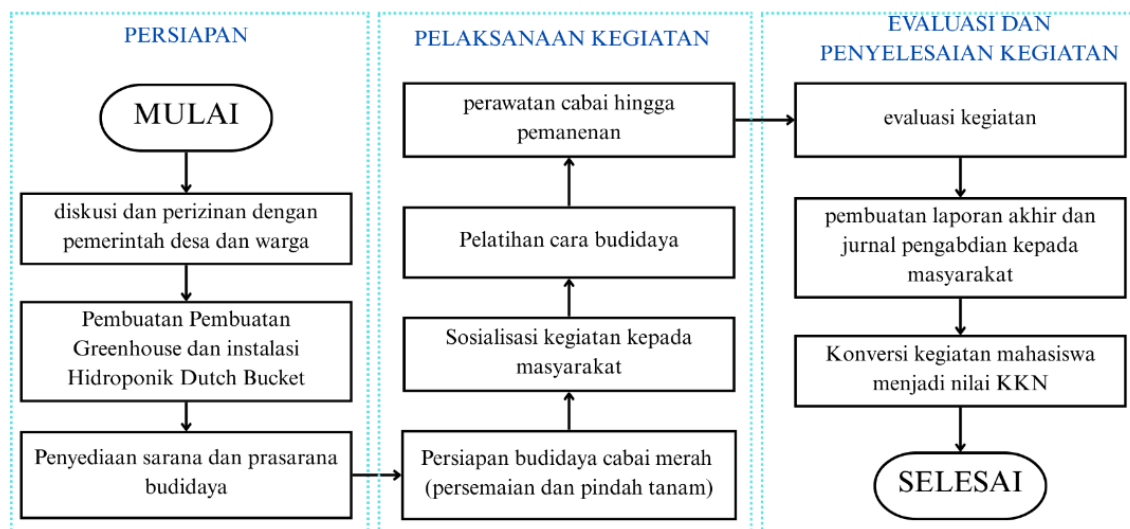 PERSIAPAN
MULAI
diskusi dan perizinan dengan
pemerintah desa dan warga
Pembuatan Pembuatan
Greenhouse dan instalasi
Hidroponik Dutch Bucket
Penyediaan sarana dan prasarana
budidaya
PELAKSANAAN KEGIATAN
perawatan cabai hingga
pemanenan
Pelatihan cara budidaya
Sosialisasi kegiatan kepada
masyarakat
Persiapan budidaya cabai merah
(persemaian dan pindah tanam)
EVALUASI DAN
PENYELESAIAN KEGIATAN
evaluasi kegiatan
pembuatan laporan akhir dan
jurnal pengabdian kepada
masyarakat
Konversi kegiatan mahasiswa
menjadi nilai KKN
SELESAI